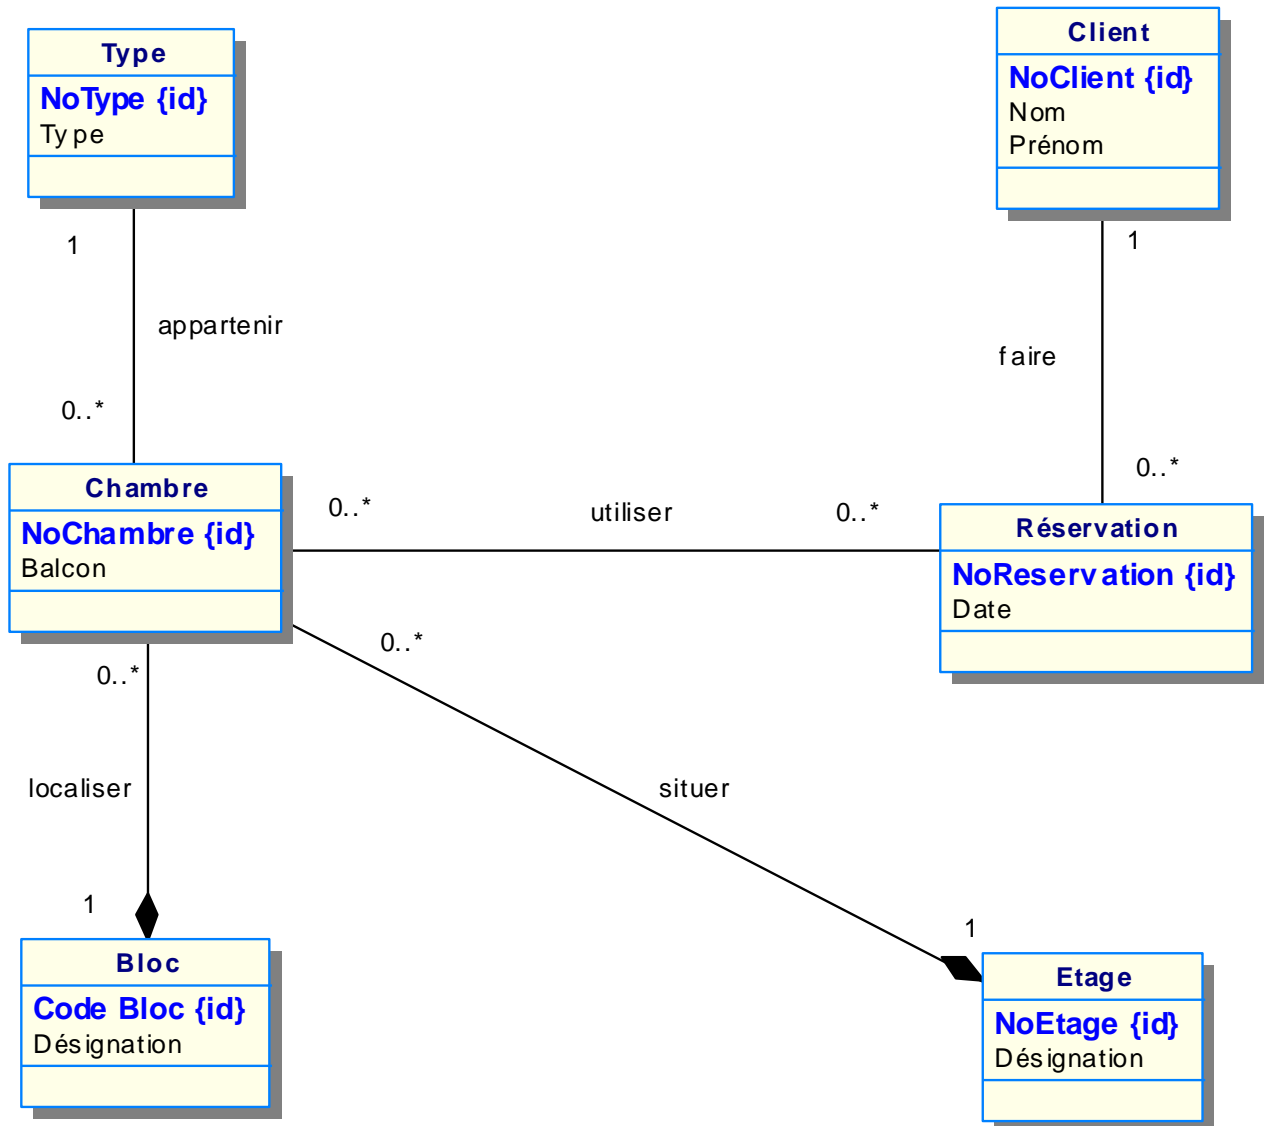 Type
NoType {id}
Type
Client
NoClient {id}
Nom
Prénom
1
1
appartenir
faire
0..*
0..*
Chambre
NoChambre {id}
Balcon
0..*
utiliser
0..*
Réservation
NoReservation {id}
Date
0..*
0..*
localiser
situer
1
1
Bloc
Code Bloc {id}
Désignation
Etage
NoEtage {id}
Désignation